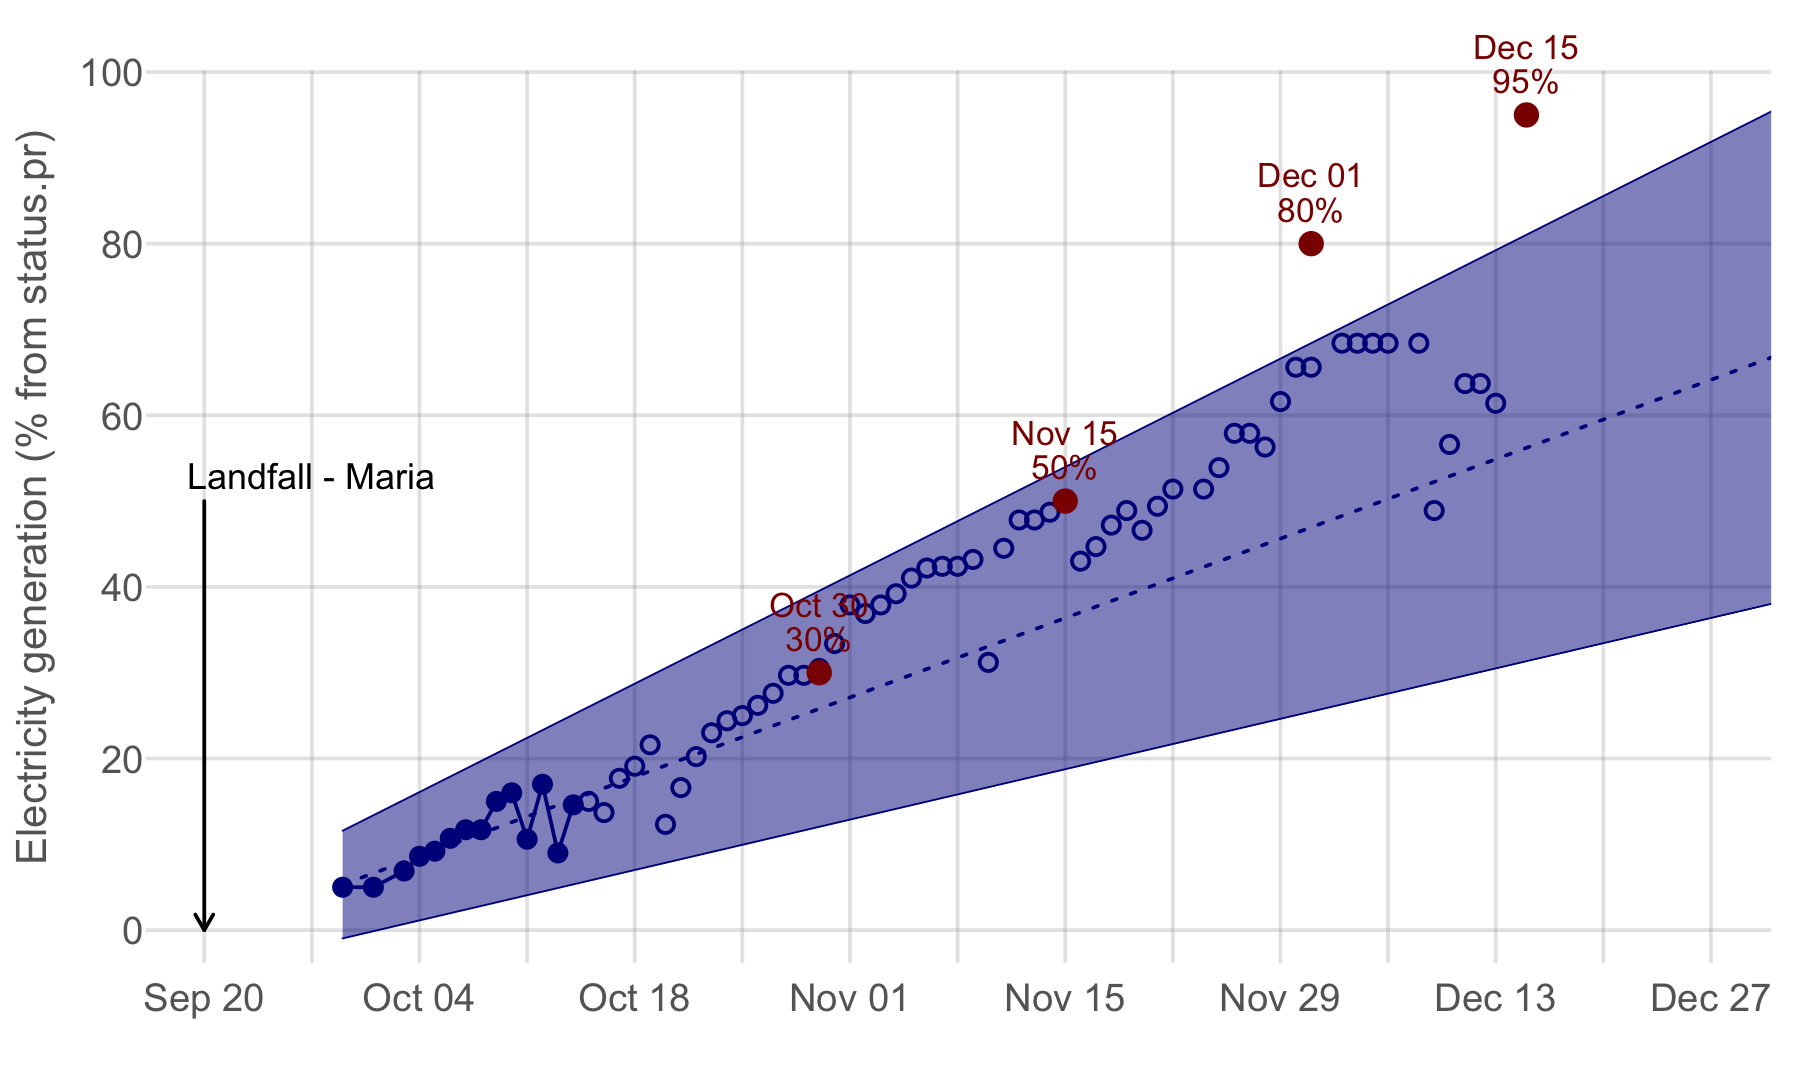 Dec 15
95%
Dec 01
80%
Nov 15
50%
Oct 30
30%
Landfall - Maria
Electricity generation (% from status.pr)
100
80
60
40
20
0
Sep 20
Oct 04
Oct 18
Nov 01
Nov 15
Nov 29
Dec 13
Dec 27